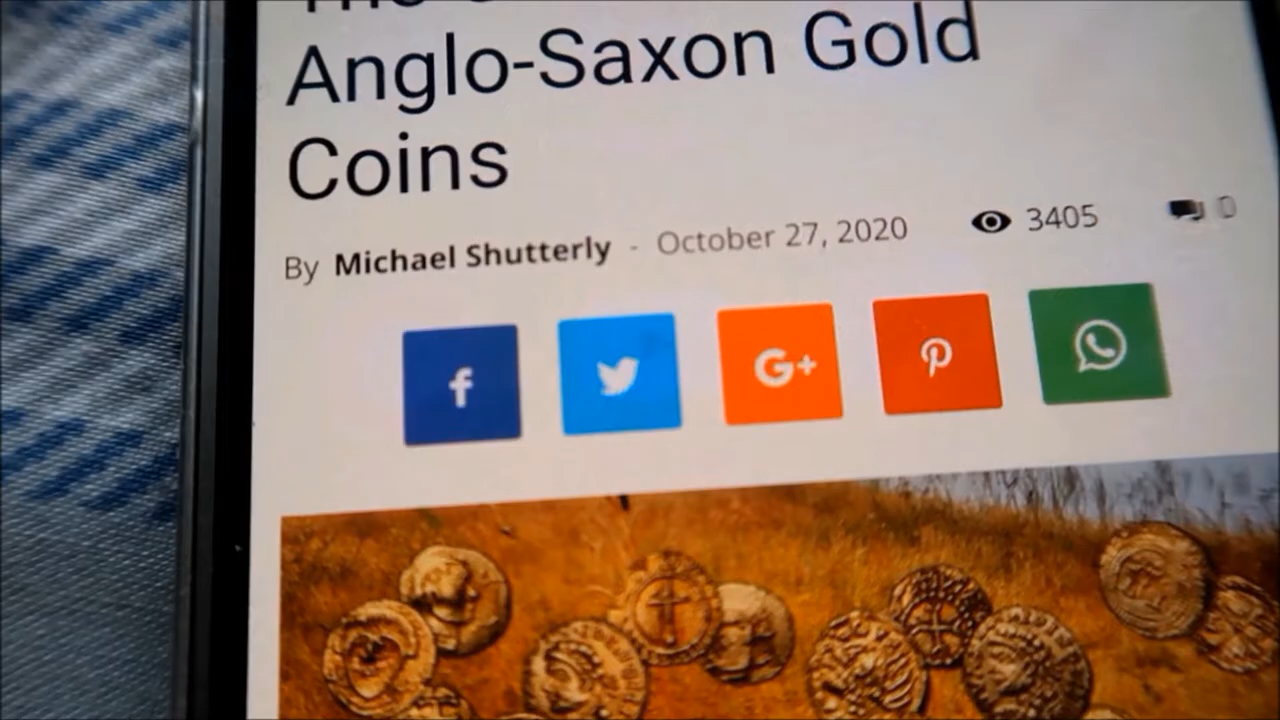 Anglo-Saxon Gold
Coins
By Michael Shutterly - October 27, 2020 3405 0
f G+